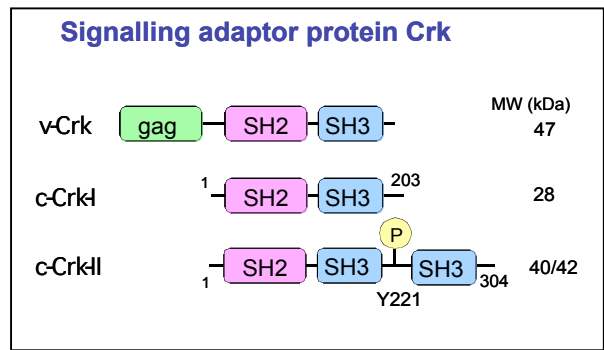 Signalling adaptor protein Crk
MW (kDa)
v-Crk gag SH2 SH3 47
c-Crk-I 1 SH2 SH3 203 28
P
c-Crk-II 1 SH2 SH3 SH3 304 40/42
Y221